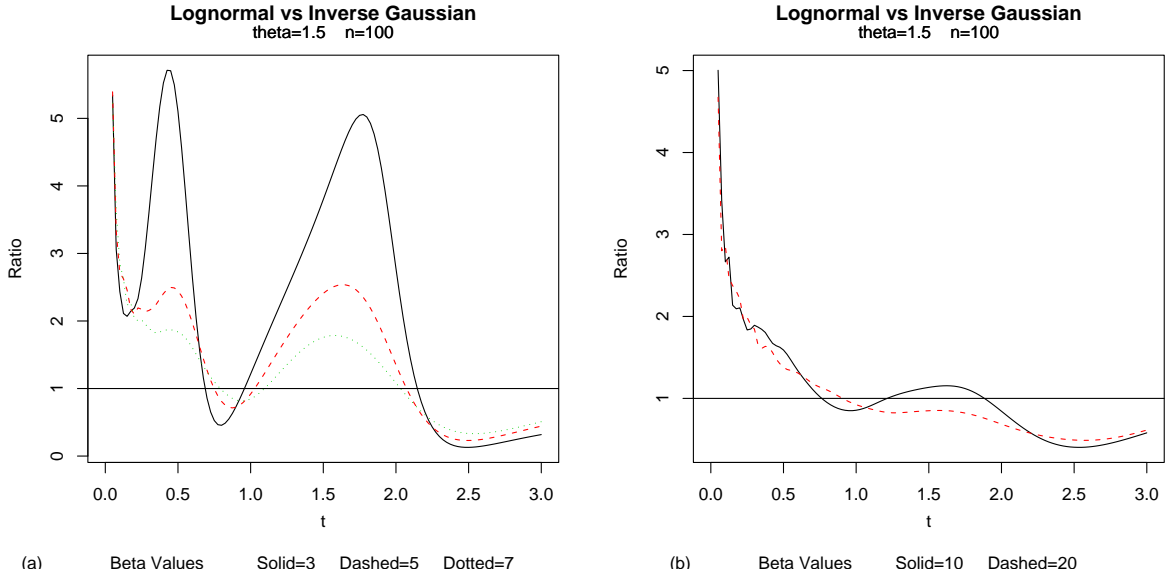 Lognormal vs Inverse Gaussian
theta=1.5 n=100
Ratio
5
4
3
2
1
0
0.0 0.5 1.0 1.5 2.0 2.5 3.0
t
(a) Beta Values Solid=3 Dashed=5 Dotted=7
Lognormal vs Inverse Gaussian
theta=1.5 n=100
Ratio
5
4
3
2
1
0.0 0.5 1.0 1.5 2.0 2.5 3.0
t
(b) Beta Values Solid=10 Dashed=20